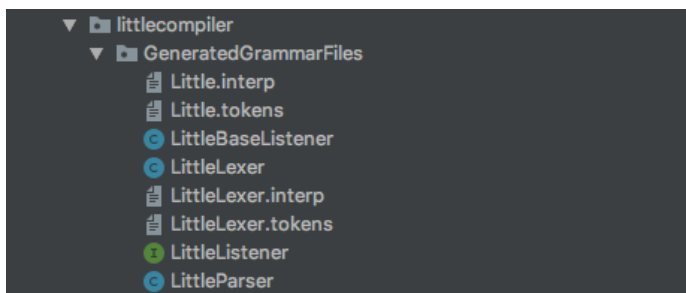 littlecompiler
GeneratedGrammarFiles
Little.interp
Little.tokens
C LittleBaseListener
C LittleLexer
LittleLexer.interp
LittleLexer.tokens
I LittleListener
C LittleParser